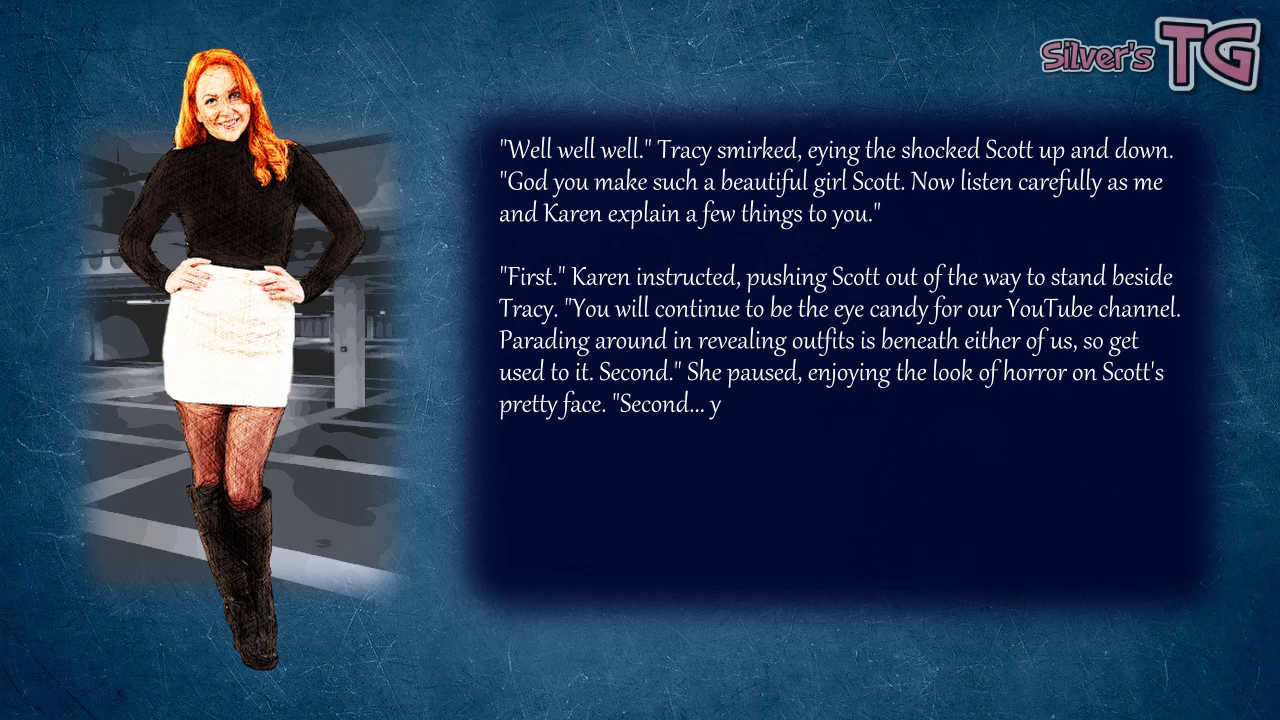 Silver's TG
"Well well well." Tracy smirked, eying the shocked Scott up and down.
"God you make such a beautiful girl Scott. Now listen carefully as me
and Karen explain a few things to you."
"First." Karen instructed, pushing Scott out of the way to stand beside
Tracy. "You will continue to be the eye candy for our YouTube channel.
Parading around in revealing outfits is beneath either of us, so get
used to it. Second." She paused, enjoying the look of horror on Scott's
pretty face. "Second... y